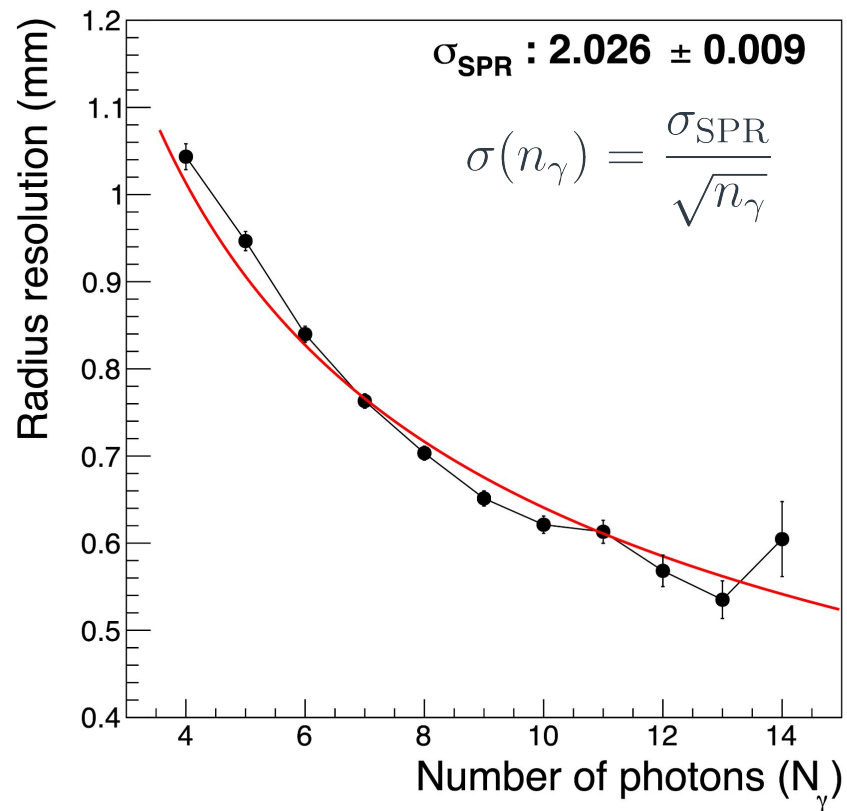 σSPR : 2.026 ± 0.009
σ(nγ) = σSPR / √nγ
Radius resolution (mm)
1.2
1.1
1
0.9
0.8
0.7
0.6
0.5
0.4
4 6 8 10 12 14
Number of photons (Nγ)